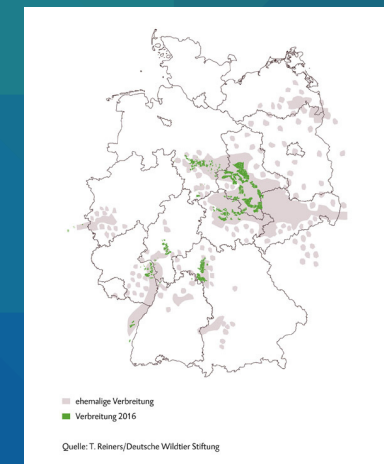 ehemalige Verbreitung
Verbreitung 2016
Quelle: T. Reiners/Deutsche Wildtier Stiftung